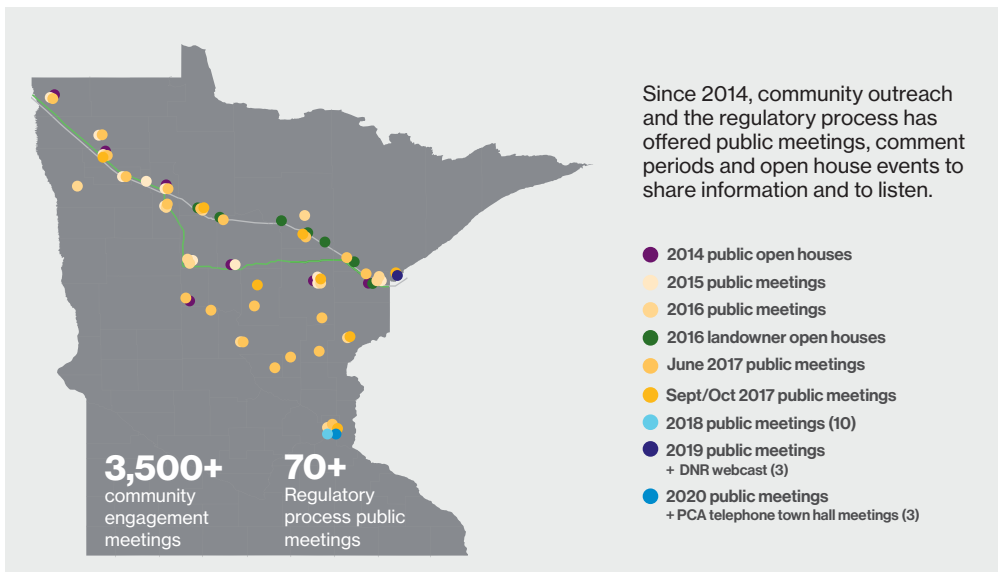 Since 2014, community outreach
and the regulatory process has
offered public meetings, comment
periods and open house events to
share information and to listen.
2014 public open houses
2015 public meetings
2016 public meetings
2016 landowner open houses
June 2017 public meetings
Sept/Oct 2017 public meetings
2018 public meetings (10)
2019 public meetings
+ DNR webcast (3)
2020 public meetings
+ PCA telephone town hall meetings (3)
3,500+
community
engagement
meetings
70+
Regulatory
process public
meetings